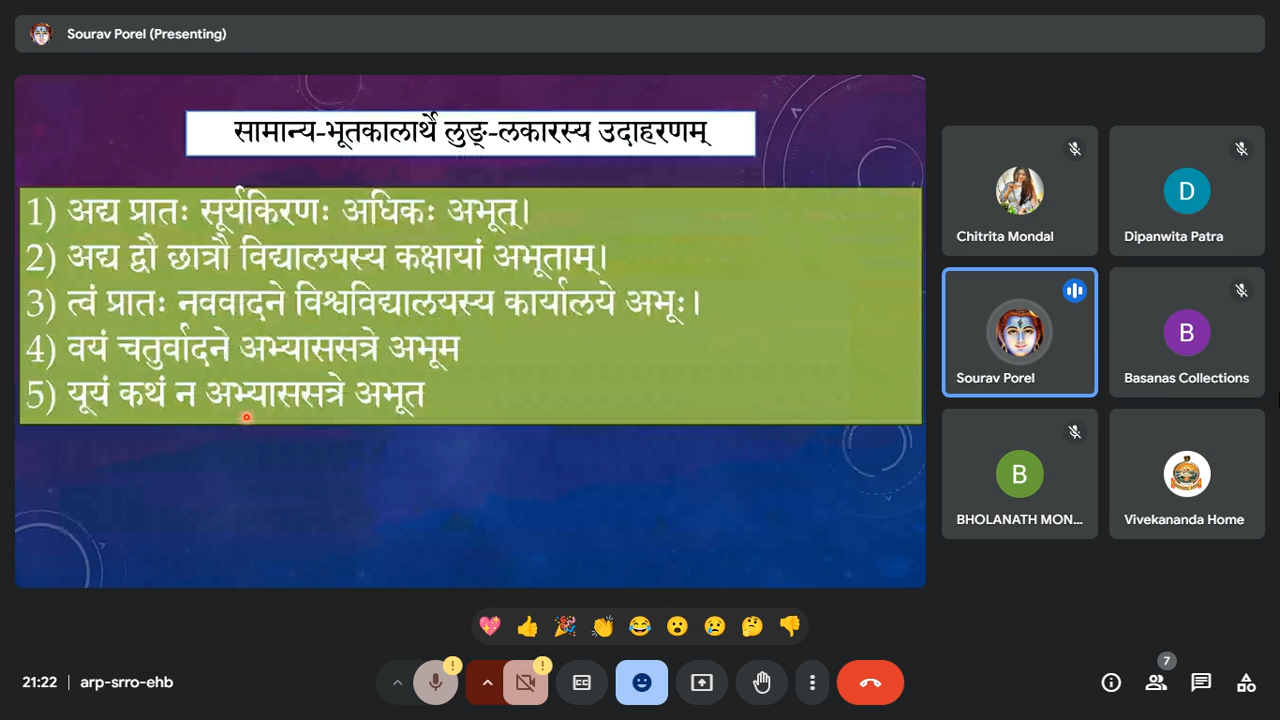 Sourav Porel (Presenting)
सामान्य-भूतकालार्थे लुङ्-लकारस्य उदाहरणम्
1) अद्य प्रातः सूर्यकिरणः अधिकः अभूत्।
2) अद्य द्वौ छात्रौ विद्यालयस्य कक्षायां अभूताम्।
3) त्वं प्रातः नववादने विश्वविद्यालयस्य कार्यालये अभूः।
4) वयं चतुर्वादने अभ्याससत्रे अभूम
5) यूयं कथं न अभ्याससत्रे अभूत
Chitrita Mondal
D
Dipanwita Patra
Sourav Porel
B
Basanas Collections
B
BHOLANATH MON...
Vivekananda Home
21:22 | arp-srro-ehb
7